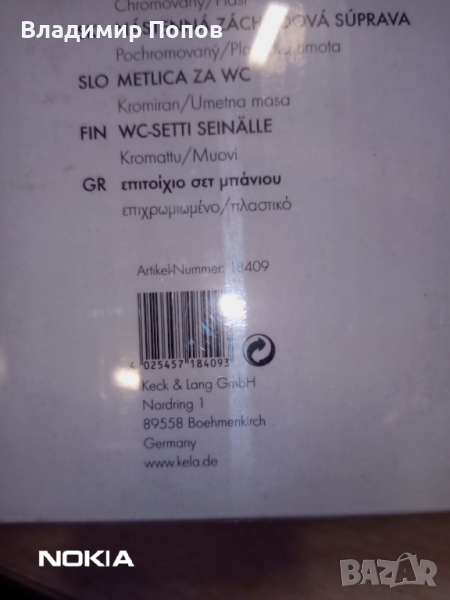 Chromovaný/Plast
Владимир Попов
NÁSTENNÁ ZÁCHODOVÁ SÚPRAVA
Pochromovaný/Plastická hmota
SLO METLICA ZA WC
Kromiran/Umetna masa
FIN WC-SETTI SEINÄLLE
Kromattu/Muovi
GR επιτοίχιο σετ μπάνιου
επιχρωμιωμένο/πλαστικό
Artikel-Nummer: 18409
4 025457 184093
Keck & Lang GmbH
Nordring 1
89558 Boehmenkirch
Germany
www.kela.de
NOKIA
BAZAR